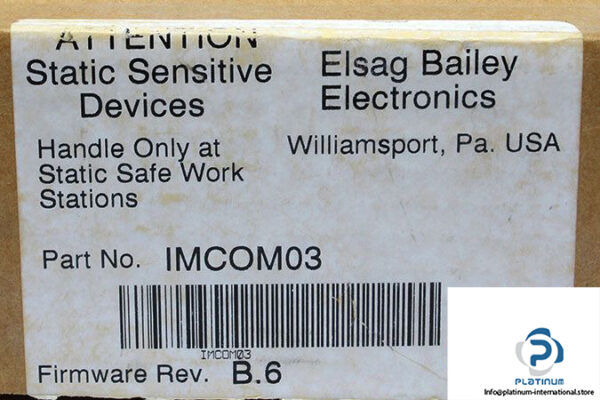 ATTENTION
Static Sensitive
Devices
Elsag Bailey
Electronics
Handle Only at
Static Safe Work
Stations
Williamsport, Pa. USA
Part No. IMCOM03
IMCOM03
Firmware Rev. B.6
PLATINUM
Info@platinum-international.store